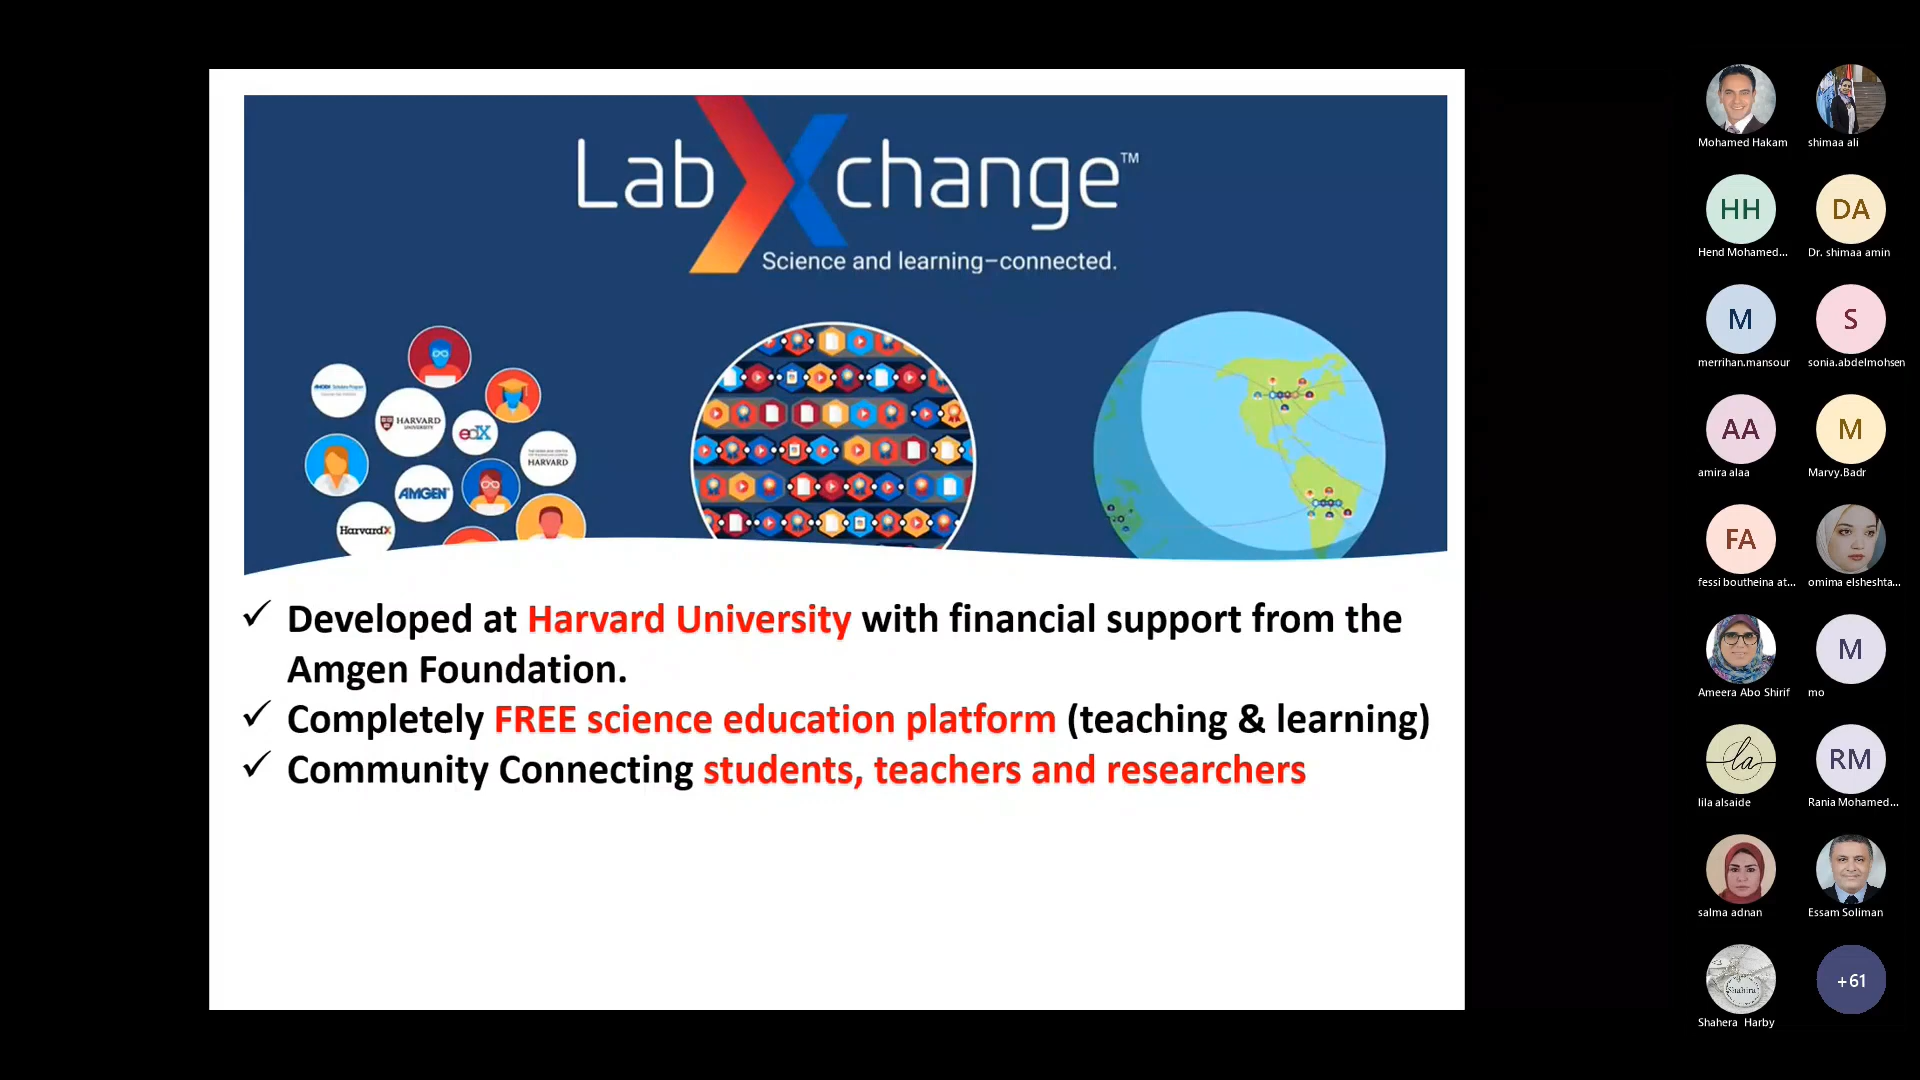 LabXchange™
Science and learning–connected.
HARVARD
UNIVERSITY
edX
HARVARD
AMGEN
HarvardX
✓ Developed at Harvard University with financial support from the
Amgen Foundation.
✓ Completely FREE science education platform (teaching & learning)
✓ Community Connecting students, teachers and researchers
Mohamed Hakam
shimaa ali
HH
DA
Hend Mohamed...
Dr. shimaa amin
M
S
merrihan.mansour
sonia.abdelmohsen
AA
M
amira alaa
Marvy.Badr
FA
fessi boutheina at...
omima elsheshta...
M
Ameera Abo Shirif
mo
la
RM
lila alsaide
Rania Mohamed...
salma adnan
Essam Soliman
Shahira
+61
Shahera Harby